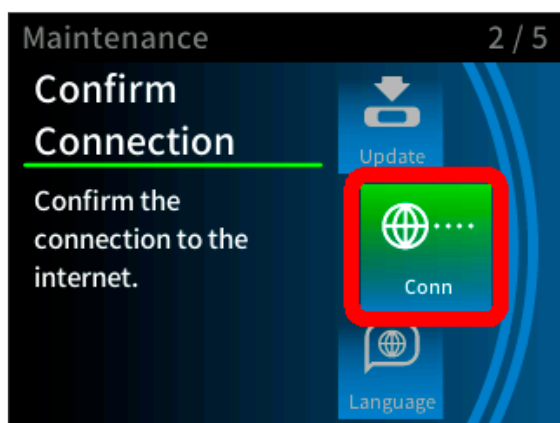 Maintenance 2 / 5
Confirm
Connection
Confirm the
connection to the
internet.
Update
Conn
Language